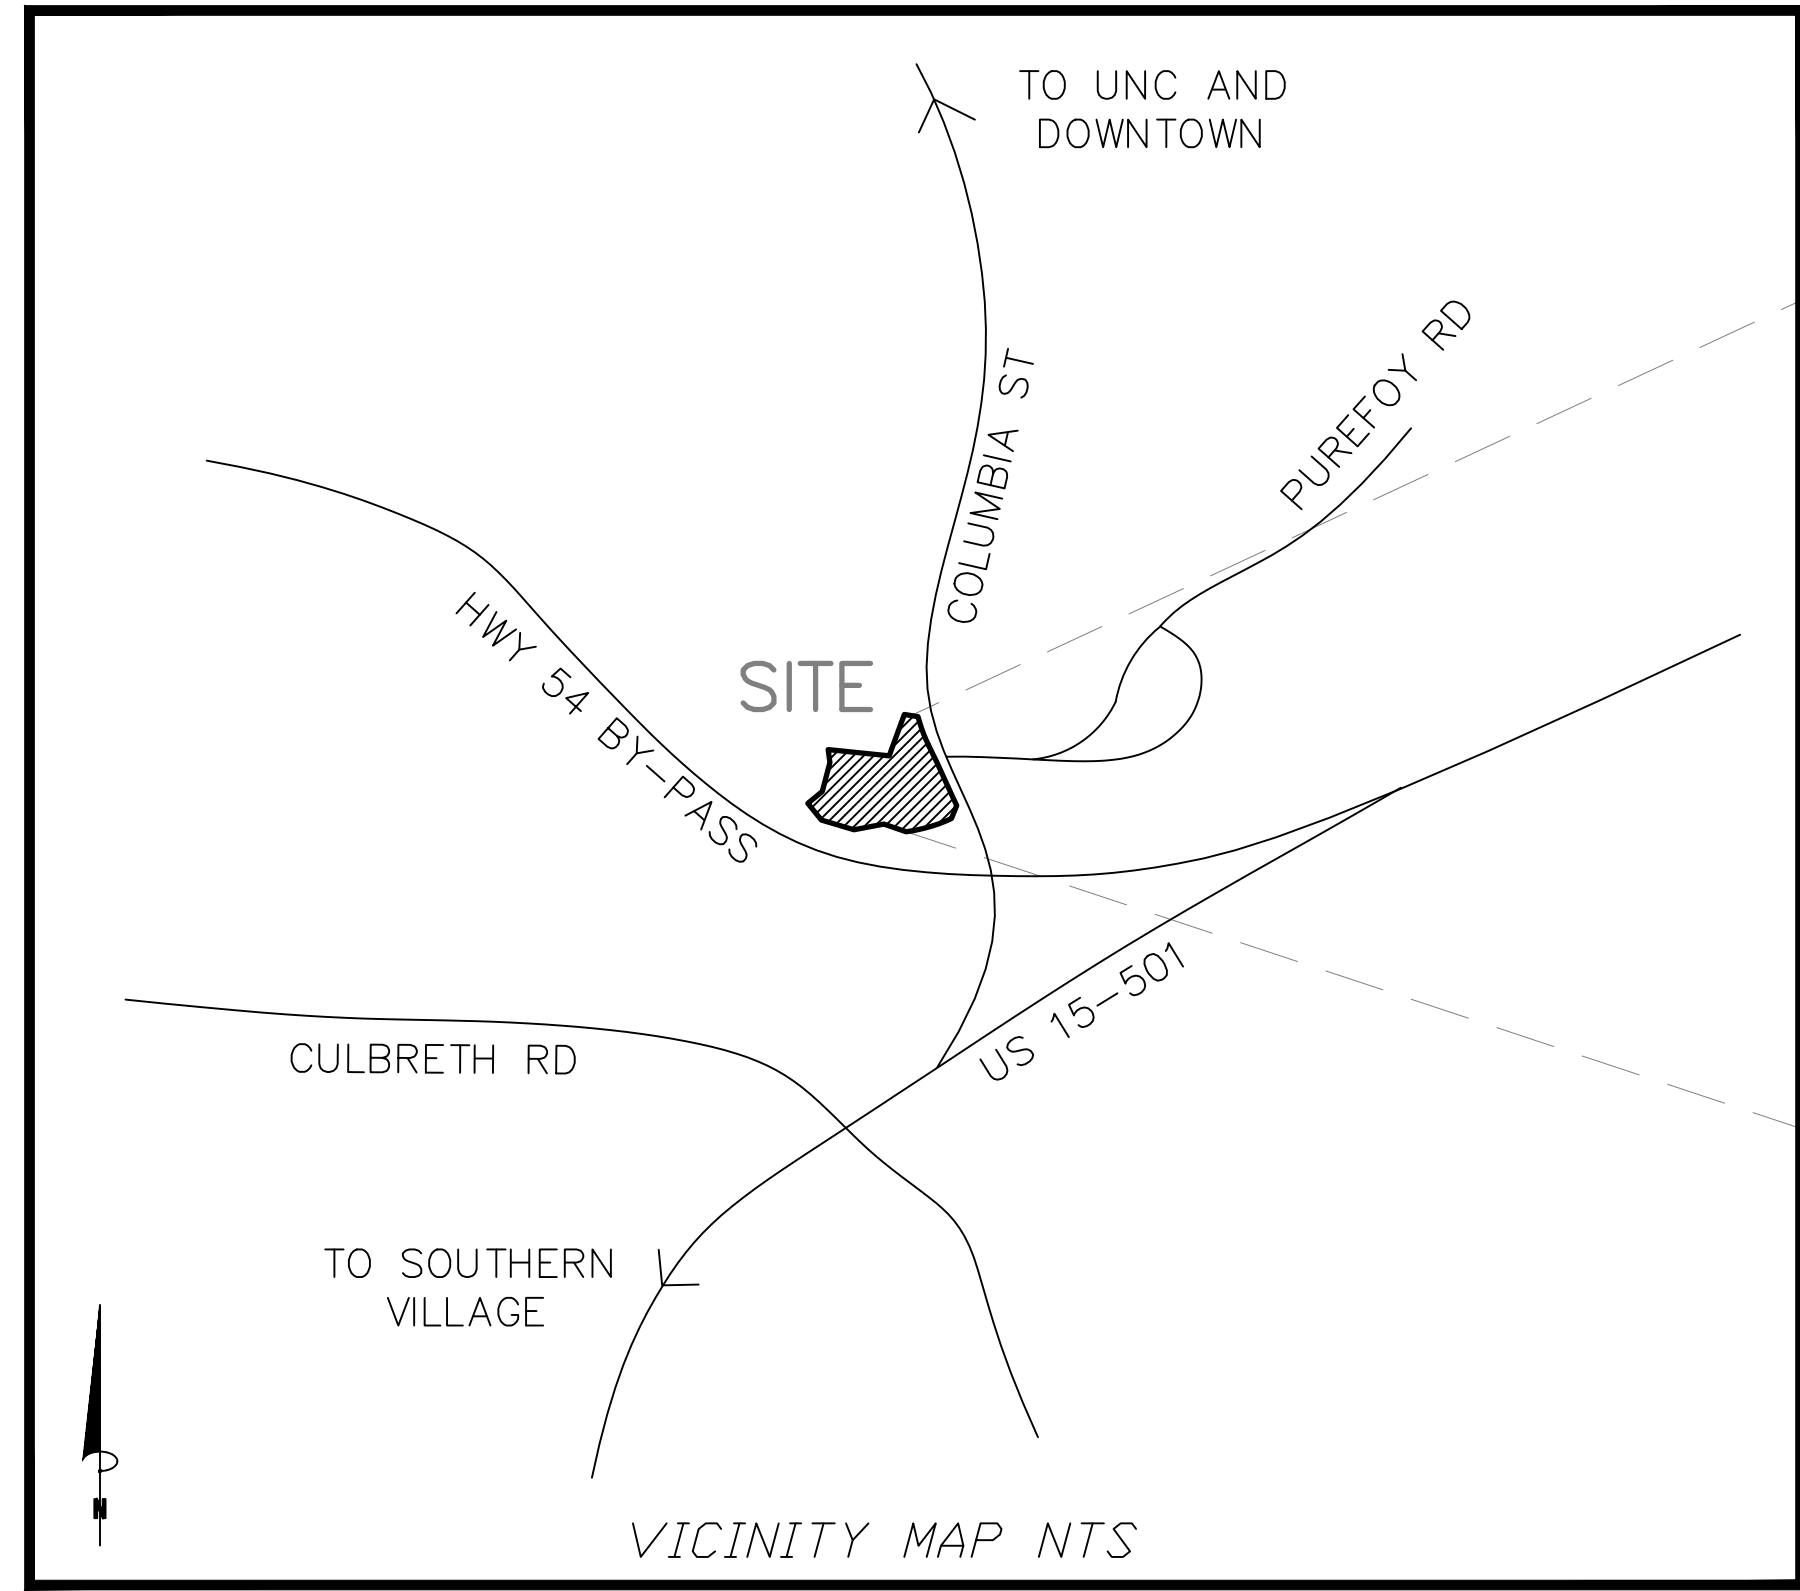 TO UNC AND
DOWNTOWN
PUREFOY RD
COLUMBIA ST
HWY 54 BY-PASS
SITE
US 15-501
CULBRETH RD
TO SOUTHERN
VILLAGE
N
VICINITY MAP NTS